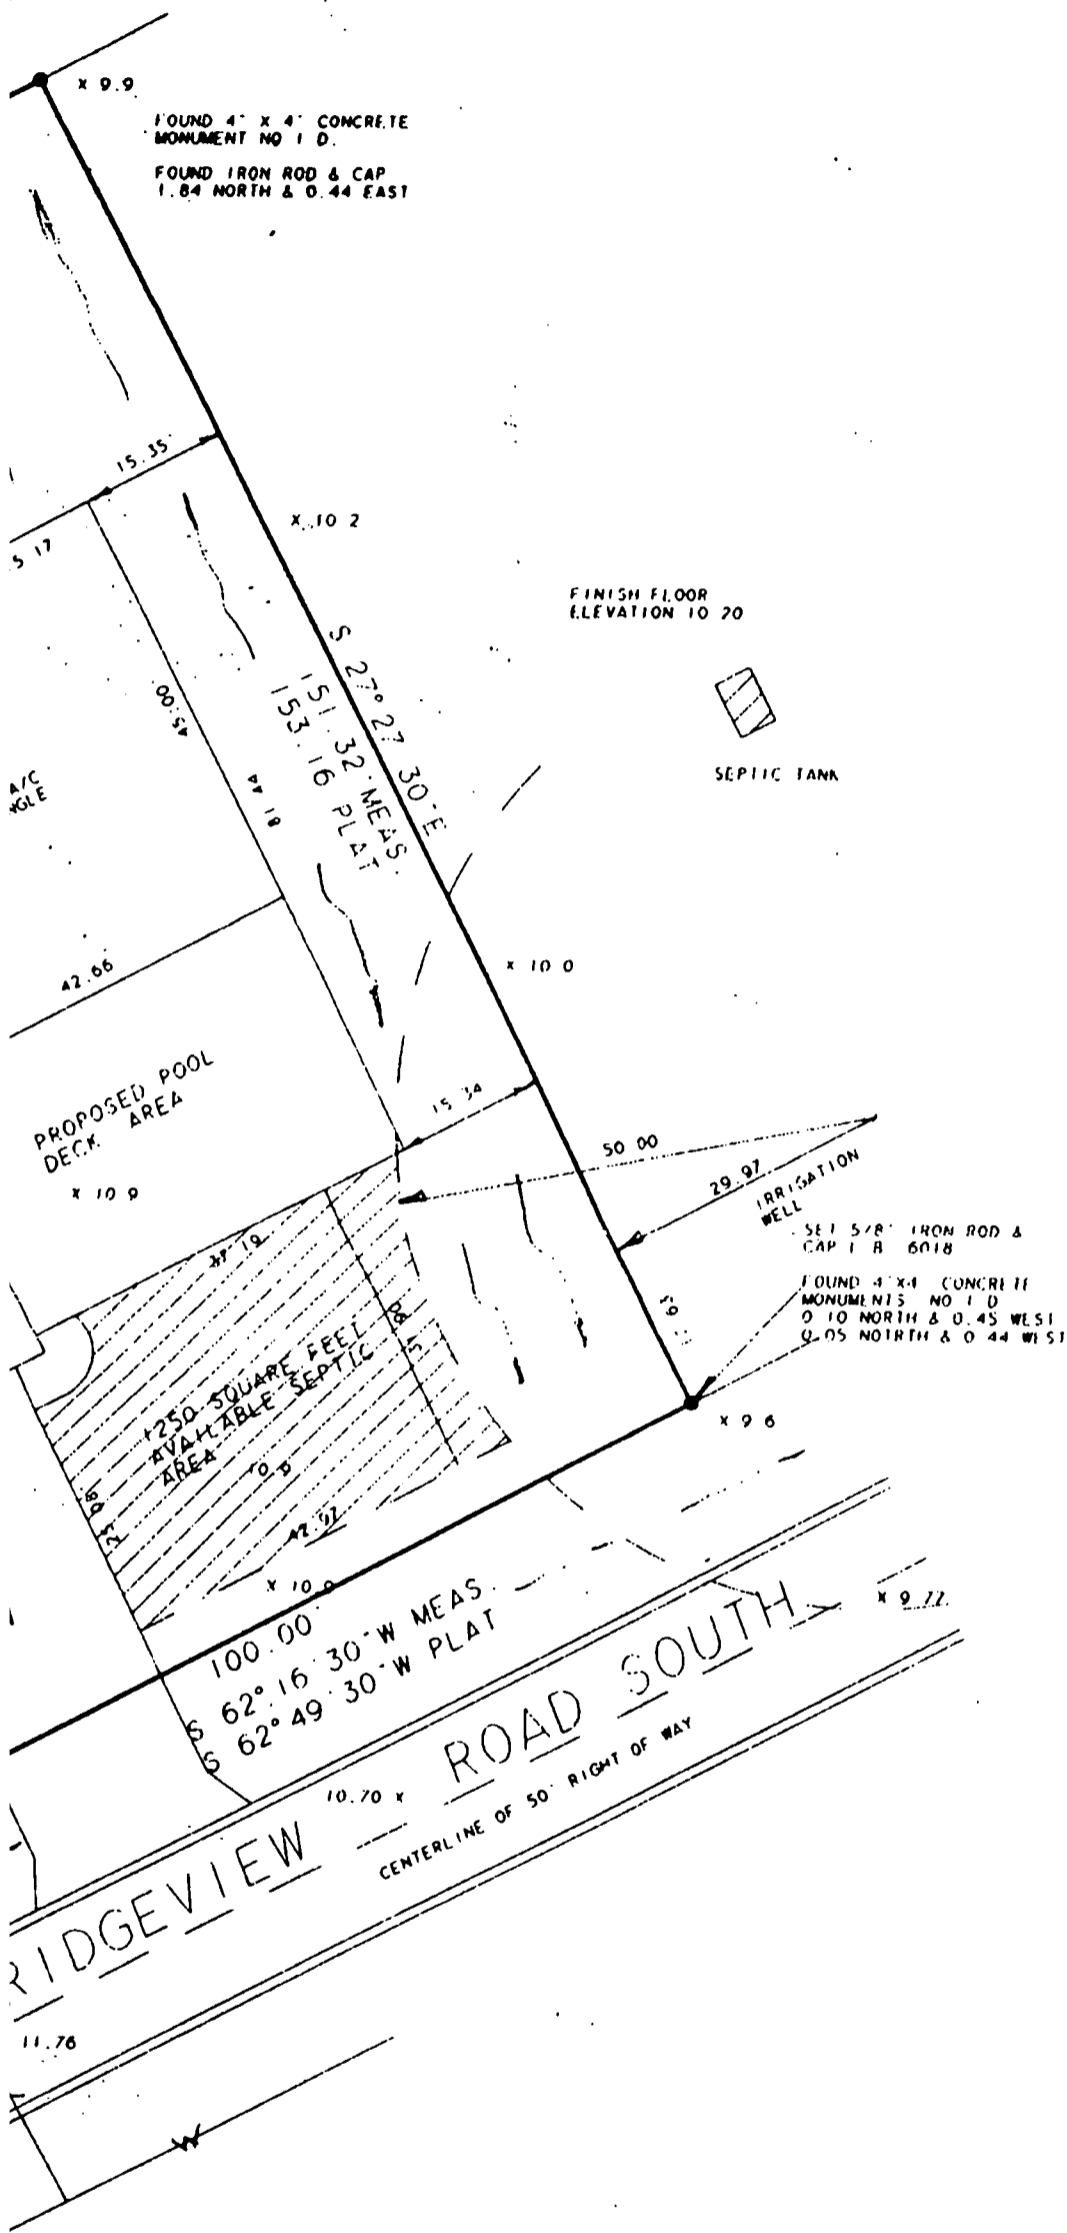 x 9.9
FOUND 4" X 4" CONCRETE
MONUMENT NO I D.
FOUND IRON ROD & CAP
1.84 NORTH & 0.44 EAST
15.35'
5 17
x 10 2
FINISH FLOOR
ELEVATION 10 20
S 27° 27' 30" E
151.32' MEAS.
153.16 PLAT
45.00
81 44
SEPTIC TANK
A/C
42.66
x 10 0
PROPOSED POOL
DECK AREA
15 34
50 00
29.97
IRRIGATION
WELL
SET 5/8" IRON ROD &
CAP L B 6018
FOUND 4"X4" CONCRETE
MONUMENTS NO I D
0 10 NORTH & 0.45 WEST
0.05 NOTRTH & 0 44 WEST
1250 SQUARE FEET
AVAILABLE SEPTIC
AREA
x 9 6
42.97
100.00'
S 62° 16' 30" W MEAS.
S 62° 49' 30" W PLAT
x 9.77
10.70 x
RIDGEVIEW ROAD SOUTH
CENTERLINE OF 50' RIGHT OF WAY
11.76
W